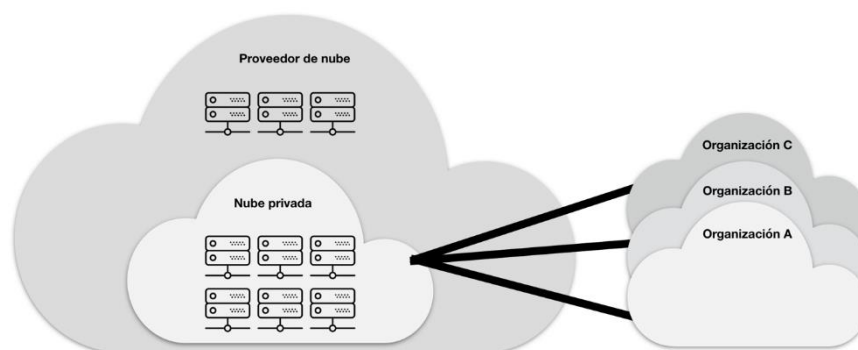 Proveedor de nube
Nube privada
Organización C
Organización B
Organización A